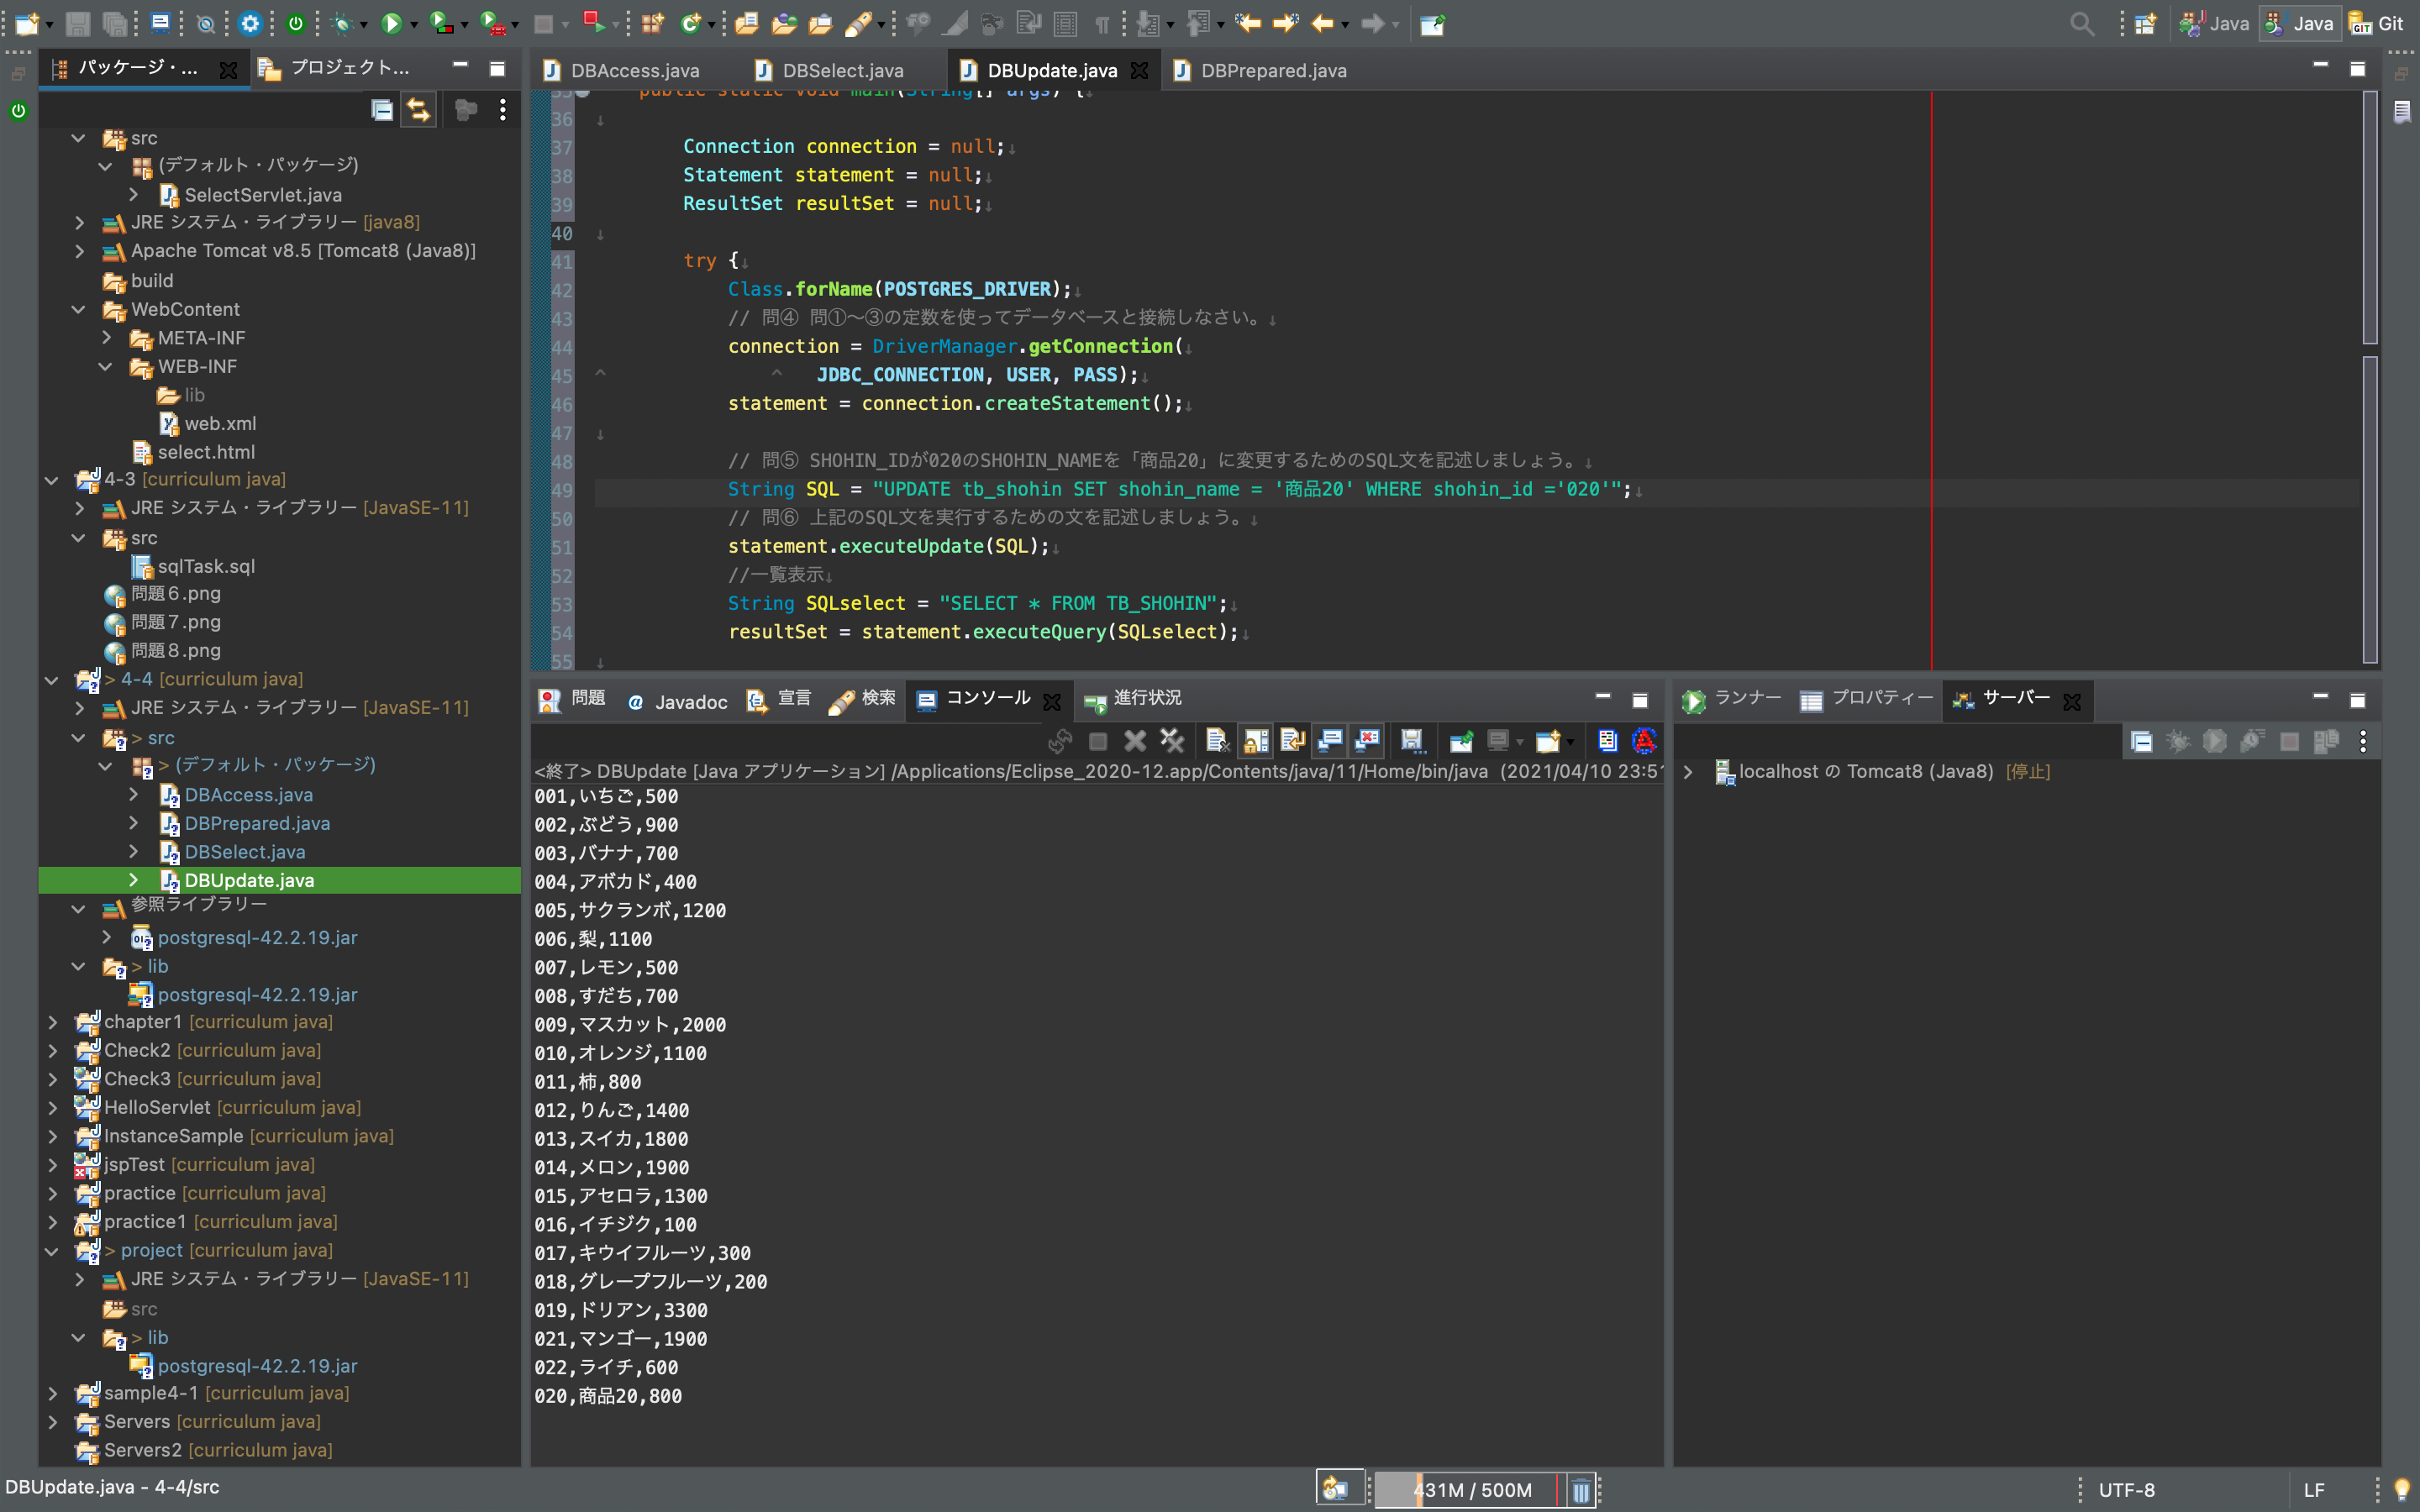 Java
Java
Git
パッケージ・...
プロジェクト...
src
(デフォルト・パッケージ)
SelectServlet.java
JRE システム・ライブラリー [java8]
Apache Tomcat v8.5 [Tomcat8 (Java8)]
build
WebContent
META-INF
WEB-INF
lib
web.xml
select.html
4-3 [curriculum java]
JRE システム・ライブラリー [JavaSE-11]
src
sqlTask.sql
問題６.png
問題７.png
問題８.png
> 4-4 [curriculum java]
JRE システム・ライブラリー [JavaSE-11]
> src
> (デフォルト・パッケージ)
DBAccess.java
DBPrepared.java
DBSelect.java
DBUpdate.java
参照ライブラリー
postgresql-42.2.19.jar
> lib
postgresql-42.2.19.jar
chapter1 [curriculum java]
Check2 [curriculum java]
Check3 [curriculum java]
HelloServlet [curriculum java]
InstanceSample [curriculum java]
jspTest [curriculum java]
practice [curriculum java]
practice1 [curriculum java]
> project [curriculum java]
JRE システム・ライブラリー [JavaSE-11]
src
> lib
postgresql-42.2.19.jar
sample4-1 [curriculum java]
Servers [curriculum java]
Servers2 [curriculum java]
DBAccess.java
DBSelect.java
DBUpdate.java
DBPrepared.java
35 public static void main(String[] args) {↓
36 ↓
37 Connection connection = null;↓
38 Statement statement = null;↓
39 ResultSet resultSet = null;↓
40 ↓
41 try {↓
42 Class.forName(POSTGRES_DRIVER);↓
43 // 問④ 問①〜③の定数を使ってデータベースと接続しなさい。↓
44 connection = DriverManager.getConnection(↓
45 ^ ^ JDBC_CONNECTION, USER, PASS);↓
46 statement = connection.createStatement();↓
47 ↓
48 // 問⑤ SHOHIN_IDが020のSHOHIN_NAMEを「商品20」に変更するためのSQL文を記述しましょう。↓
49 String SQL = "UPDATE tb_shohin SET shohin_name = '商品20' WHERE shohin_id ='020'";↓
50 // 問⑥ 上記のSQL文を実行するための文を記述しましょう。↓
51 statement.executeUpdate(SQL);↓
52 //一覧表示↓
53 String SQLselect = "SELECT * FROM TB_SHOHIN";↓
54 resultSet = statement.executeQuery(SQLselect);↓
55 ↓
問題
@ Javadoc
宣言
検索
コンソール
進行状況
<終了> DBUpdate [Java アプリケーション] /Applications/Eclipse_2020-12.app/Contents/java/11/Home/bin/java (2021/04/10 23:51
001,いちご,500
002,ぶどう,900
003,バナナ,700
004,アボカド,400
005,サクランボ,1200
006,梨,1100
007,レモン,500
008,すだち,700
009,マスカット,2000
010,オレンジ,1100
011,柿,800
012,りんご,1400
013,スイカ,1800
014,メロン,1900
015,アセロラ,1300
016,イチジク,100
017,キウイフルーツ,300
018,グレープフルーツ,200
019,ドリアン,3300
021,マンゴー,1900
022,ライチ,600
020,商品20,800
ランナー
プロパティー
サーバー
localhost の Tomcat8 (Java8) [停止]
DBUpdate.java - 4-4/src
431M / 500M
UTF-8
LF